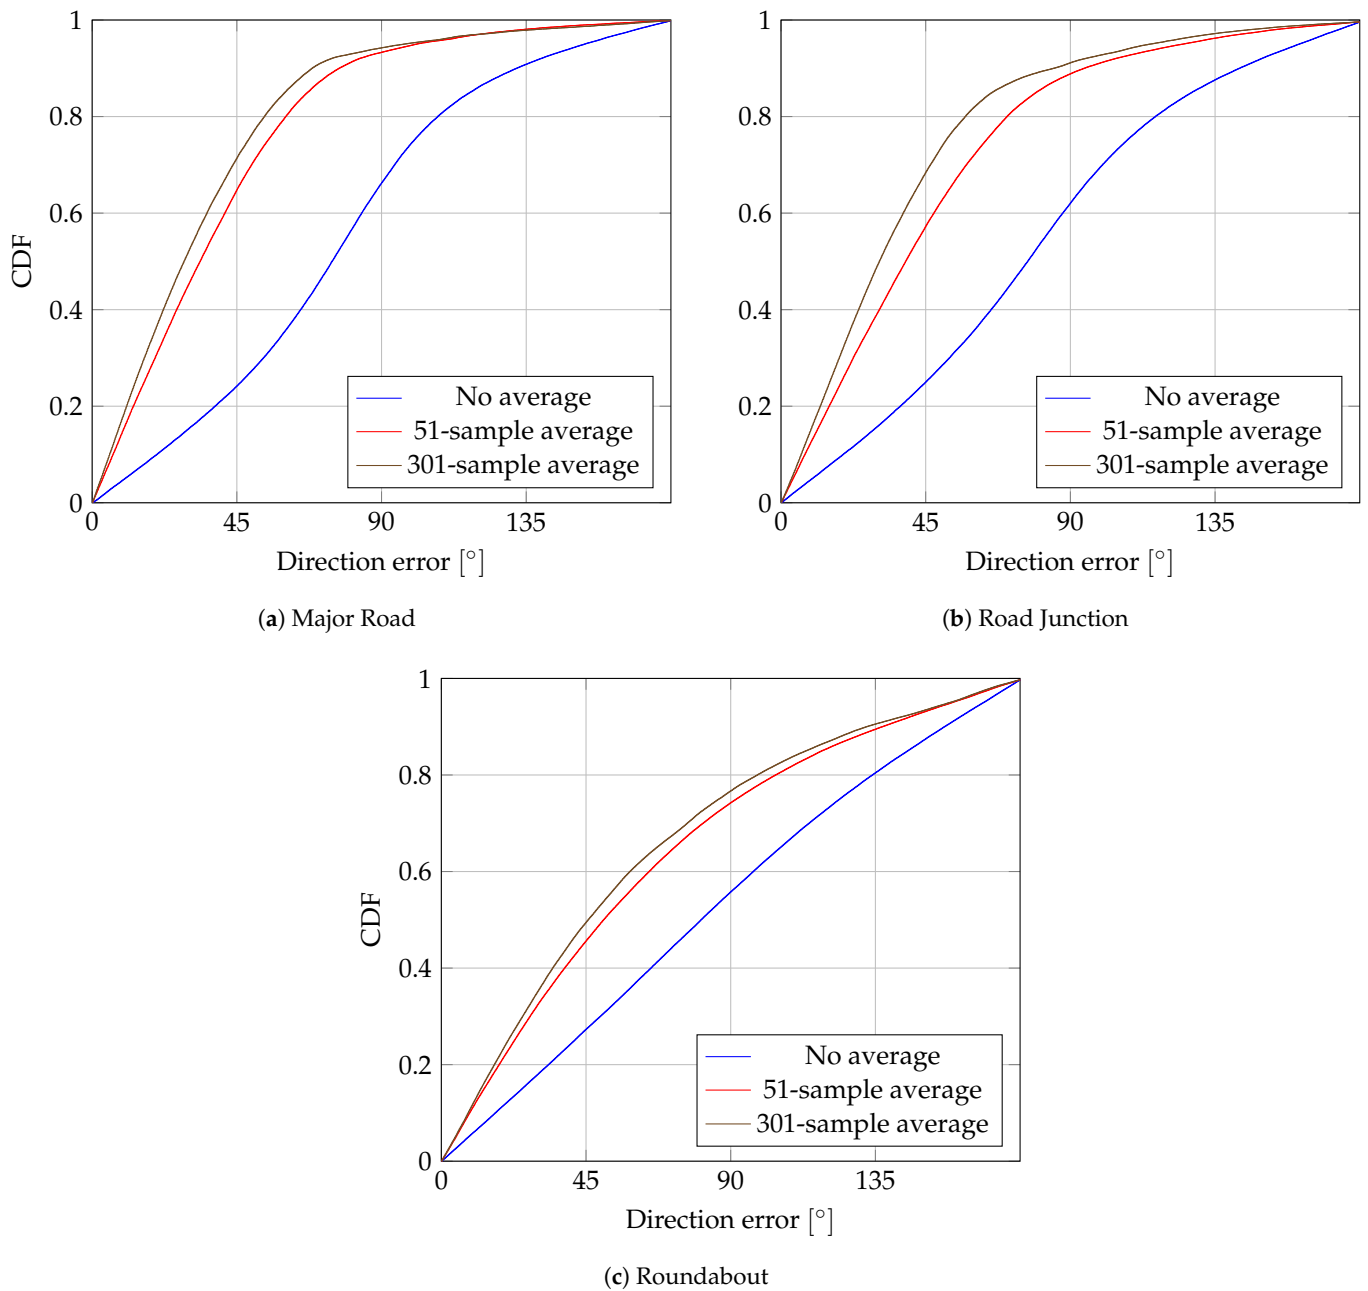 1
0.8
0.6
0.4
0.2
0
CDF
0 45 90 135
Direction error [°]
No average
51-sample average
301-sample average
(a) Major Road
1
0.8
0.6
0.4
0.2
0
0 45 90 135
Direction error [°]
No average
51-sample average
301-sample average
(b) Road Junction
1
0.8
0.6
0.4
0.2
0
CDF
0 45 90 135
Direction error [°]
No average
51-sample average
301-sample average
(c) Roundabout